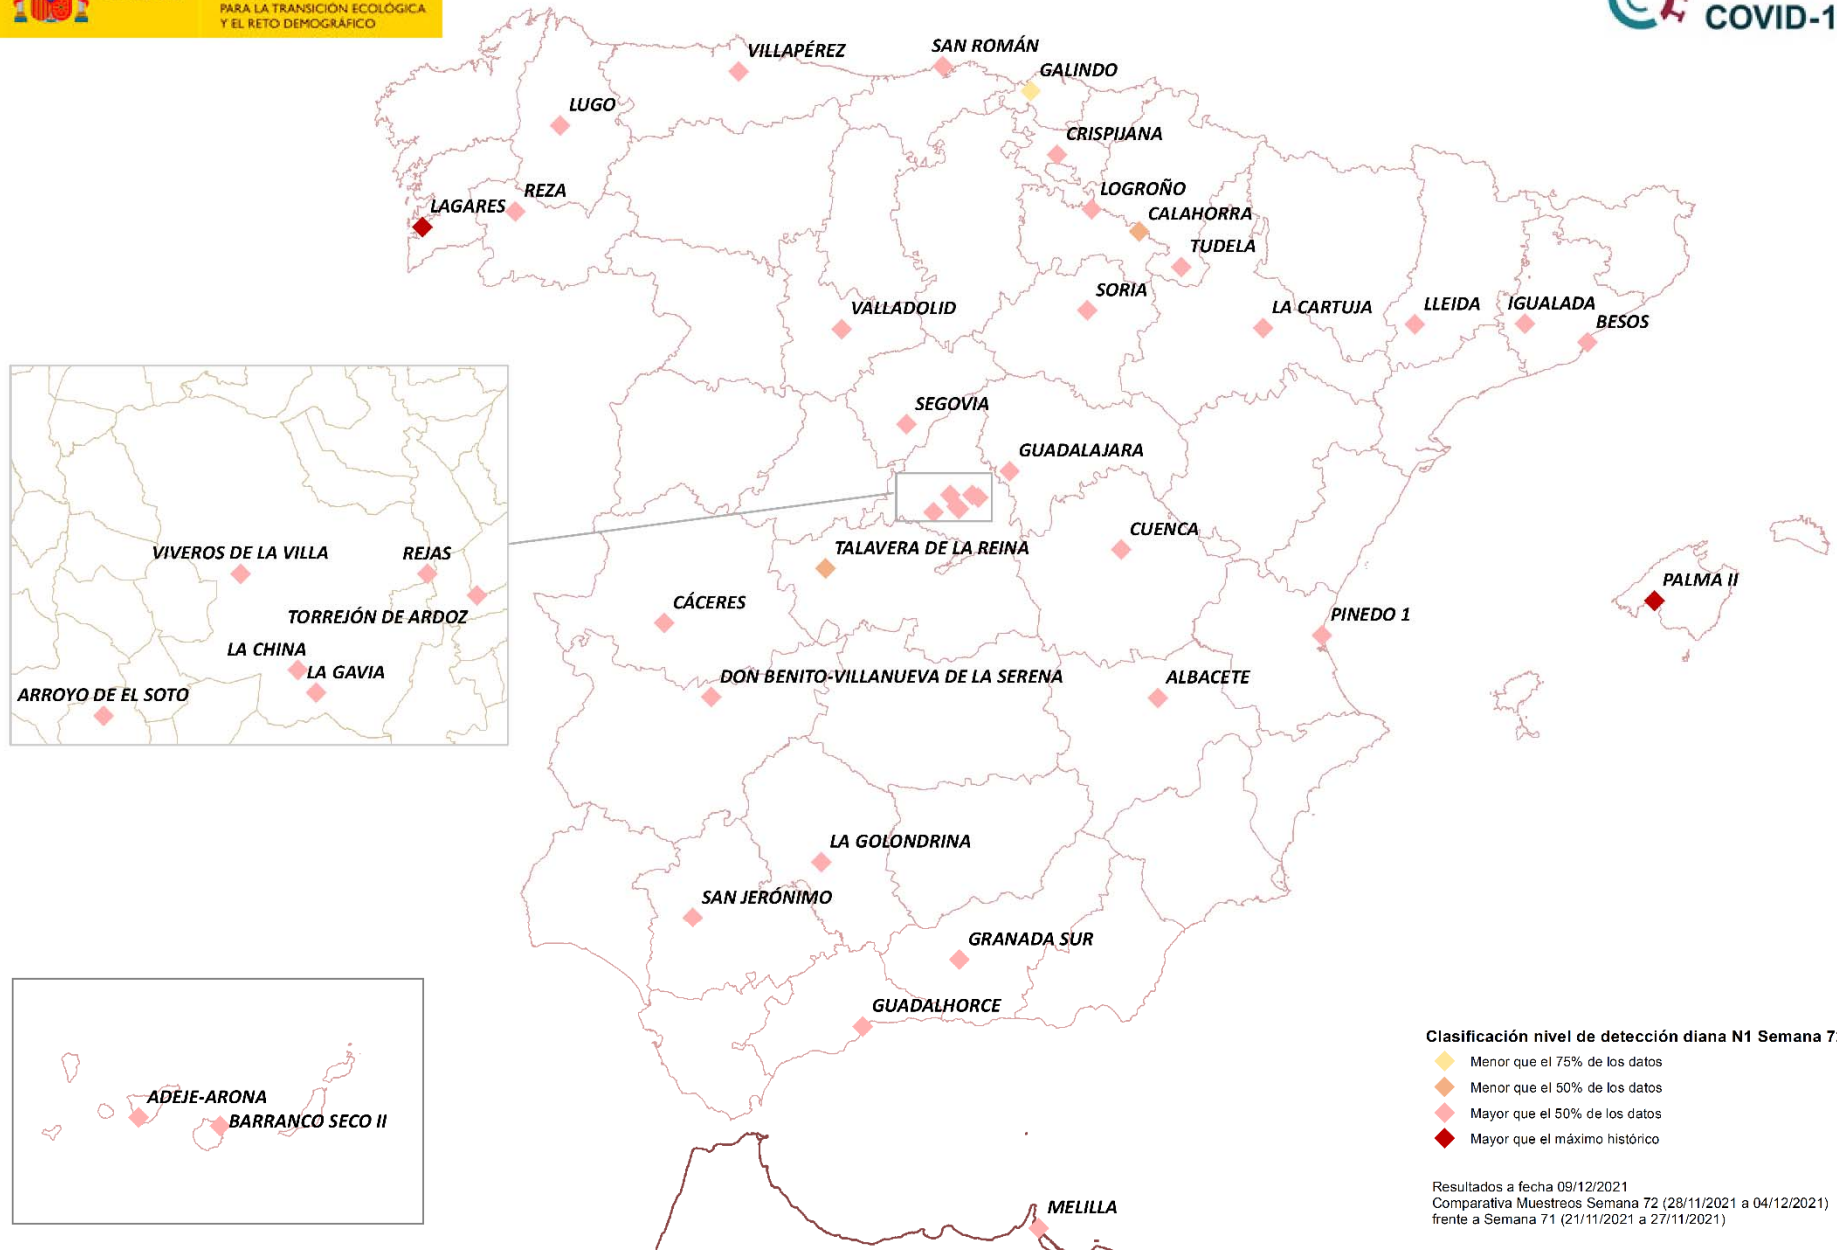 PARA LA TRANSICIÓN ECOLÓGICA
Y EL RETO DEMOGRÁFICO
COVID-1
VILLAPÉREZ
SAN ROMÁN
GALINDO
LUGO
CRISPIJANA
REZA
LAGARES
LOGROÑO
CALAHORRA
TUDELA
SORIA
VALLADOLID
LA CARTUJA
LLEIDA
IGUALADA
BESOS
SEGOVIA
GUADALAJARA
CUENCA
TALAVERA DE LA REINA
VIVEROS DE LA VILLA
REJAS
TORREJÓN DE ARDOZ
LA CHINA
LA GAVIA
ARROYO DE EL SOTO
CÁCERES
PALMA II
PINEDO 1
DON BENITO-VILLANUEVA DE LA SERENA
ALBACETE
LA GOLONDRINA
SAN JERÓNIMO
GRANADA SUR
GUADALHORCE
ADEJE-ARONA
BARRANCO SECO II
MELILLA
Clasificación nivel de detección diana N1 Semana 72
Menor que el 75% de los datos
Menor que el 50% de los datos
Mayor que el 50% de los datos
Mayor que el máximo histórico
Resultados a fecha 09/12/2021
Comparativa Muestreos Semana 72 (28/11/2021 a 04/12/2021)
frente a Semana 71 (21/11/2021 a 27/11/2021)